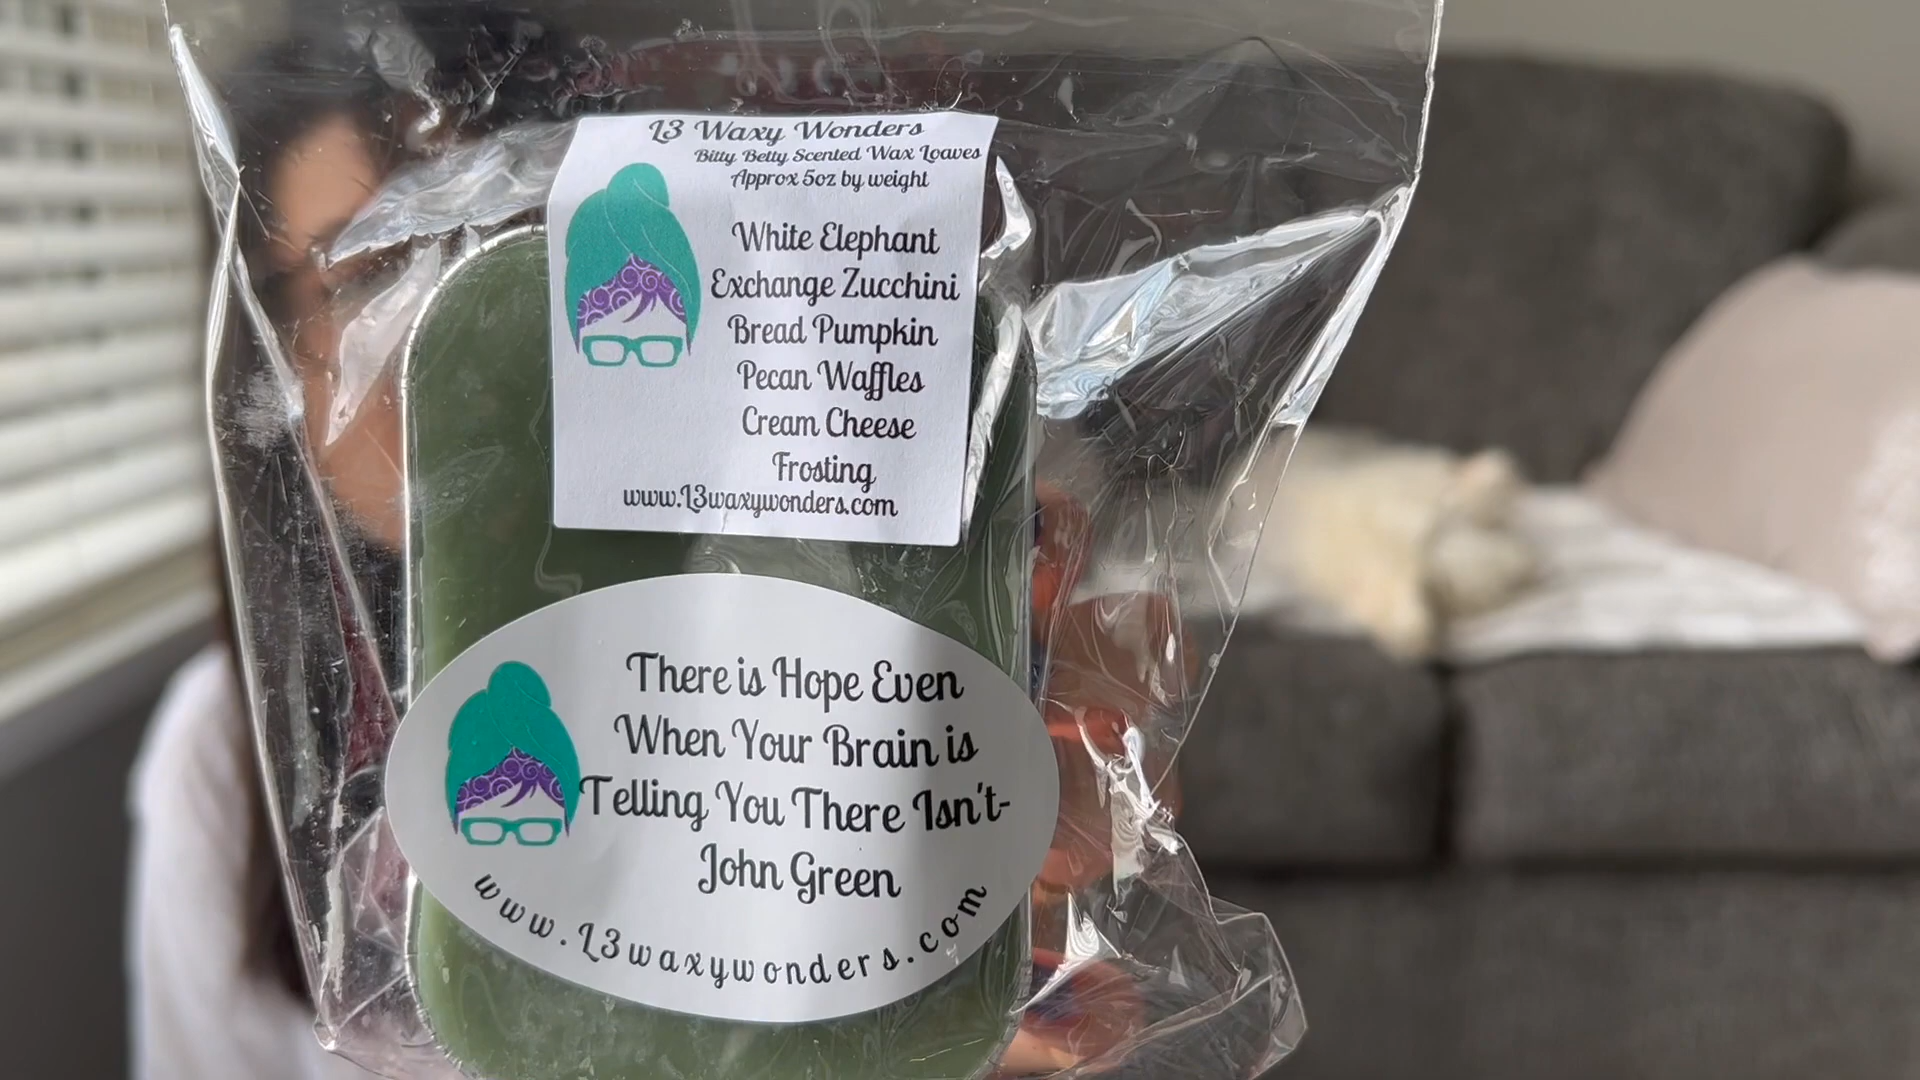 L3 Waxy Wonders
Bitty Betty Scented Wax Loaves
Approx 5oz by weight
White Elephant
Exchange Zucchini
Bread Pumpkin
Pecan Waffles
Cream Cheese
Frosting
www.L3waxywonders.com
There is Hope Even
When Your Brain is
Telling You There Isn't-
John Green
www.L3waxywonders.com